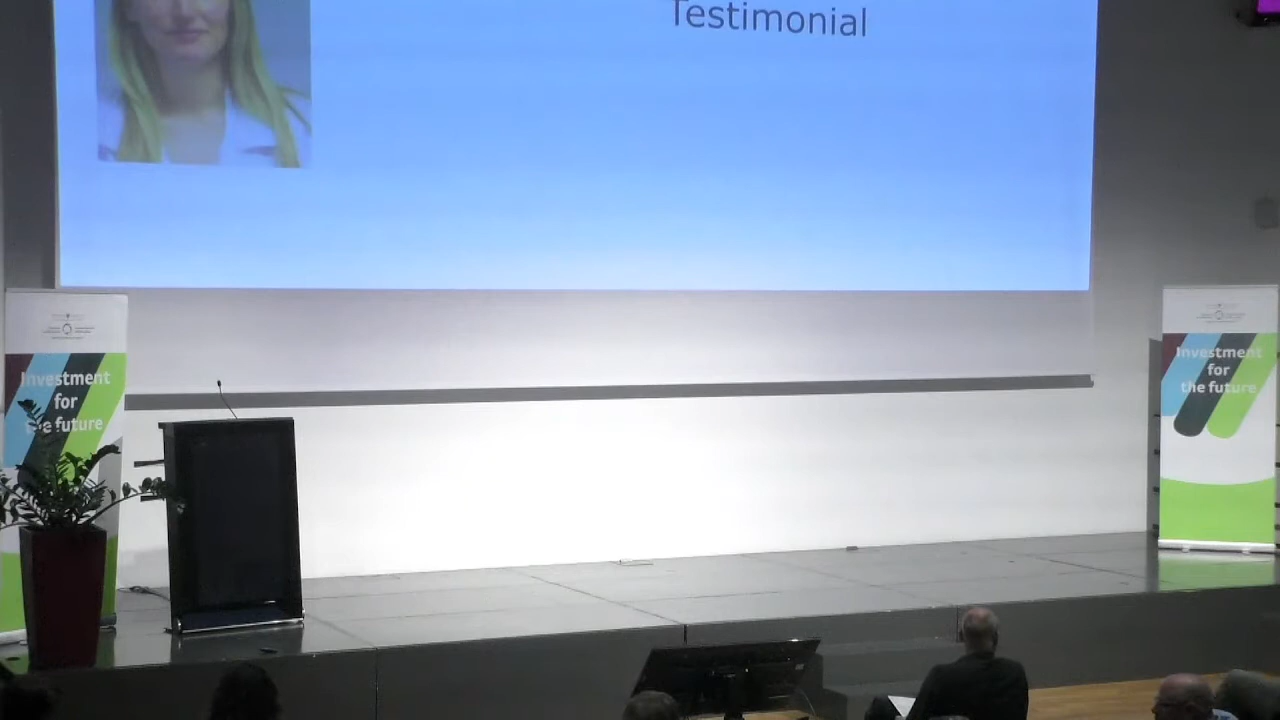 Testimonial
Investment
for
the future
Investment
for
the future